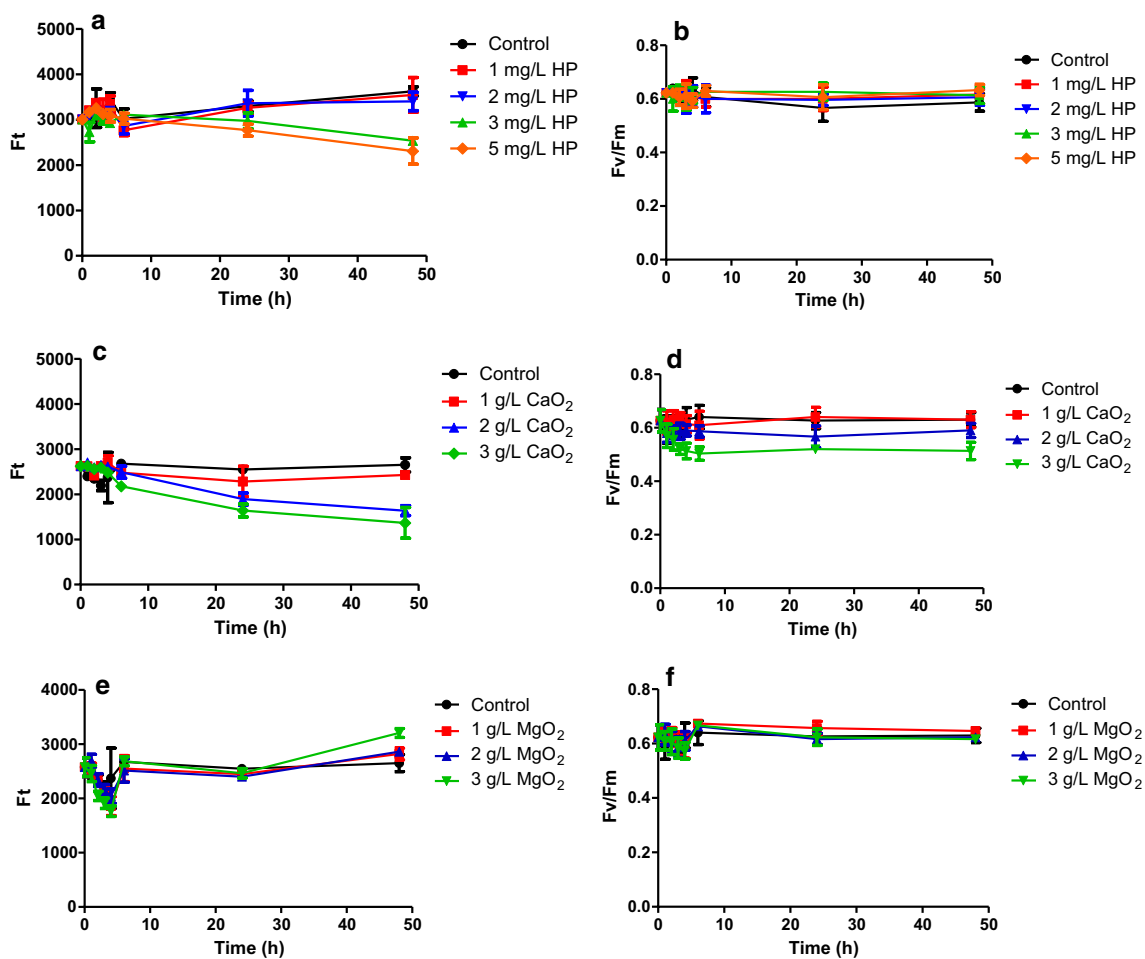 a
5000
4000
3000
2000
1000
0
Ft
0 10 20 30 40 50
Time (h)
Control
1 mg/L HP
2 mg/L HP
3 mg/L HP
5 mg/L HP
b
0.8
0.6
0.4
0.2
0.0
Fv/Fm
0 10 20 30 40 50
Time (h)
Control
1 mg/L HP
2 mg/L HP
3 mg/L HP
5 mg/L HP
c
5000
4000
3000
2000
1000
0
Ft
0 10 20 30 40 50
Time (h)
Control
1 g/L CaO₂
2 g/L CaO₂
3 g/L CaO₂
d
0.8
0.6
0.4
0.2
0.0
Fv/Fm
0 10 20 30 40 50
Time (h)
Control
1 g/L CaO₂
2 g/L CaO₂
3 g/L CaO₂
e
4000
3000
2000
1000
0
Ft
0 10 20 30 40 50
Time (h)
Control
1 g/L MgO₂
2 g/L MgO₂
3 g/L MgO₂
f
0.8
0.6
0.4
0.2
0.0
Fv/Fm
0 10 20 30 40 50
Time (h)
Control
1 g/L MgO₂
2 g/L MgO₂
3 g/L MgO₂